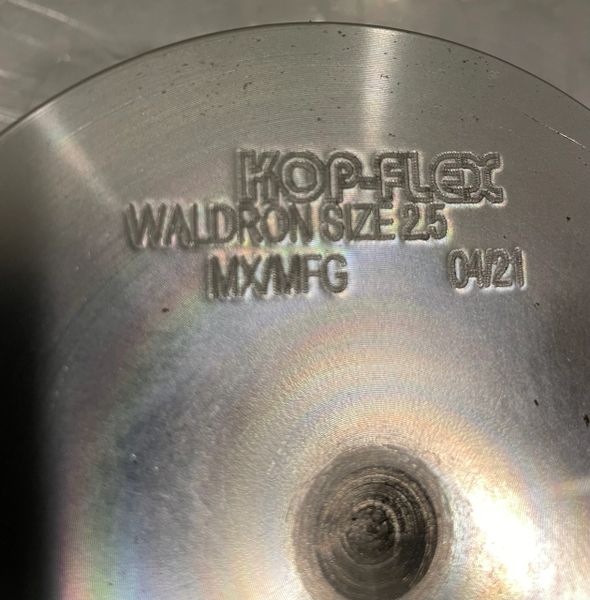 KOP-FLEX
WALDRON SIZE 2.5
MX/MFG 04/21